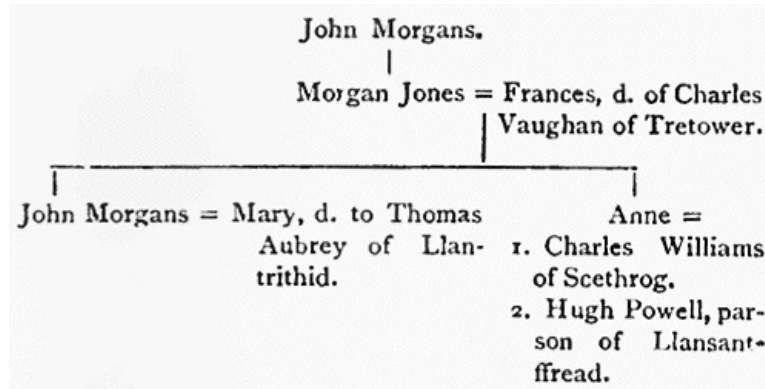 John Morgans.
Morgan Jones = Frances, d. of Charles
Vaughan of Tretower.
John Morgans = Mary, d. to Thomas
Aubrey of Llan-
trithid.
Anne =
1. Charles Williams
of Scethrog.
2. Hugh Powell, par-
son of Llansant-
ffread.